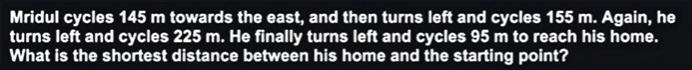 Mridul cycles 145 m towards the east, and then turns left and cycles 155 m. Again, he
turns left and cycles 225 m. He finally turns left and cycles 95 m to reach his home.
What is the shortest distance between his home and the starting point?